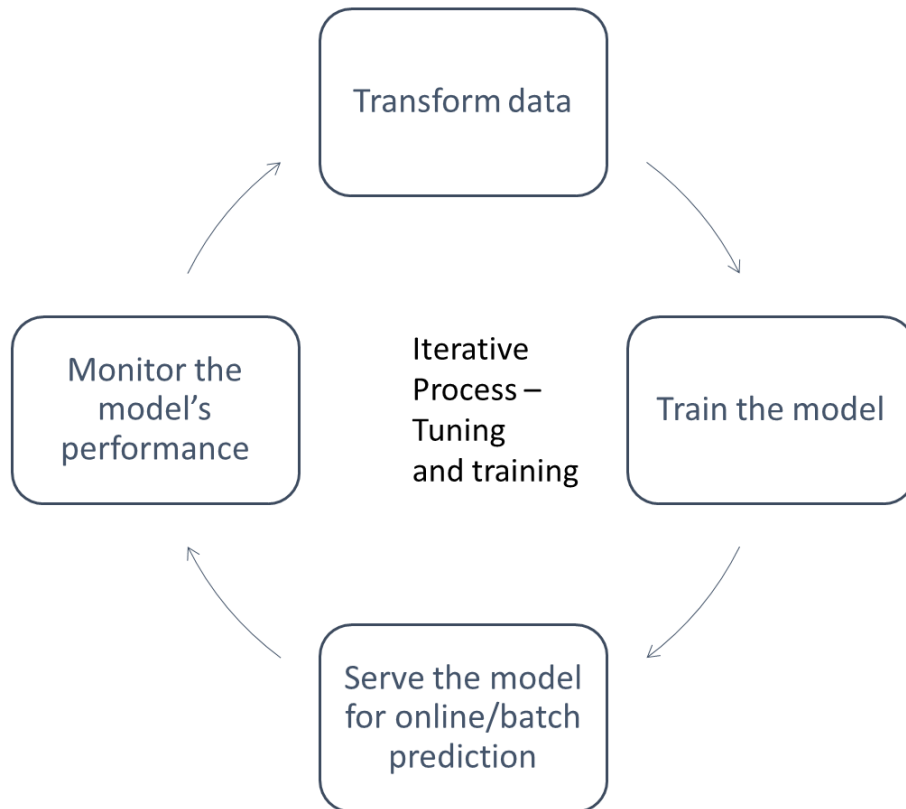 Transform data
Monitor the
model’s
performance
Iterative
Process –
Tuning
and training
Train the model
Serve the model
for online/batch
prediction